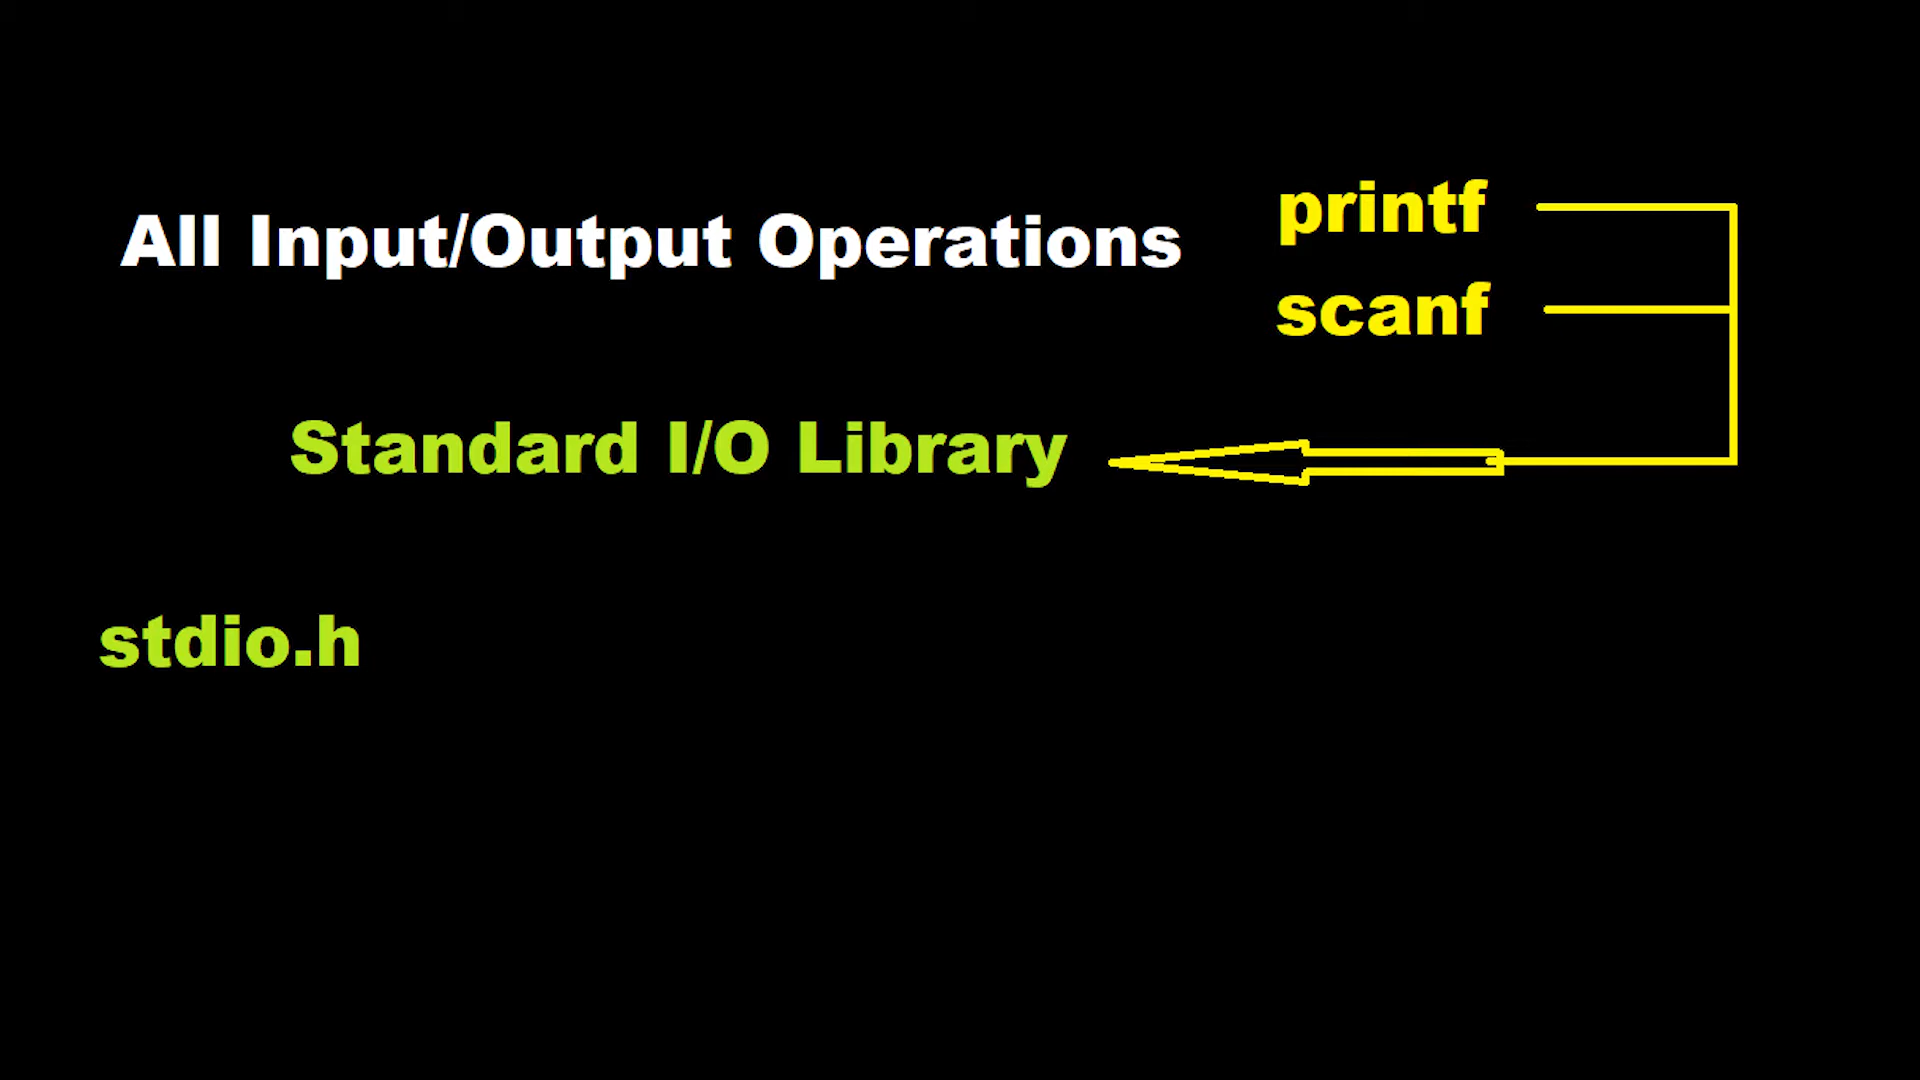 All Input/Output Operations
printf
scanf
Standard I/O Library
stdio.h